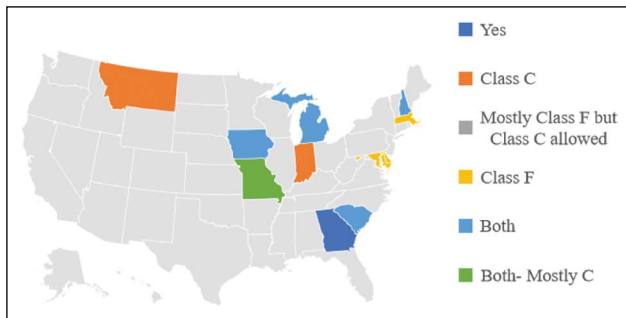 Yes
Class C
Mostly Class F but
Class C allowed
Class F
Both
Both- Mostly C